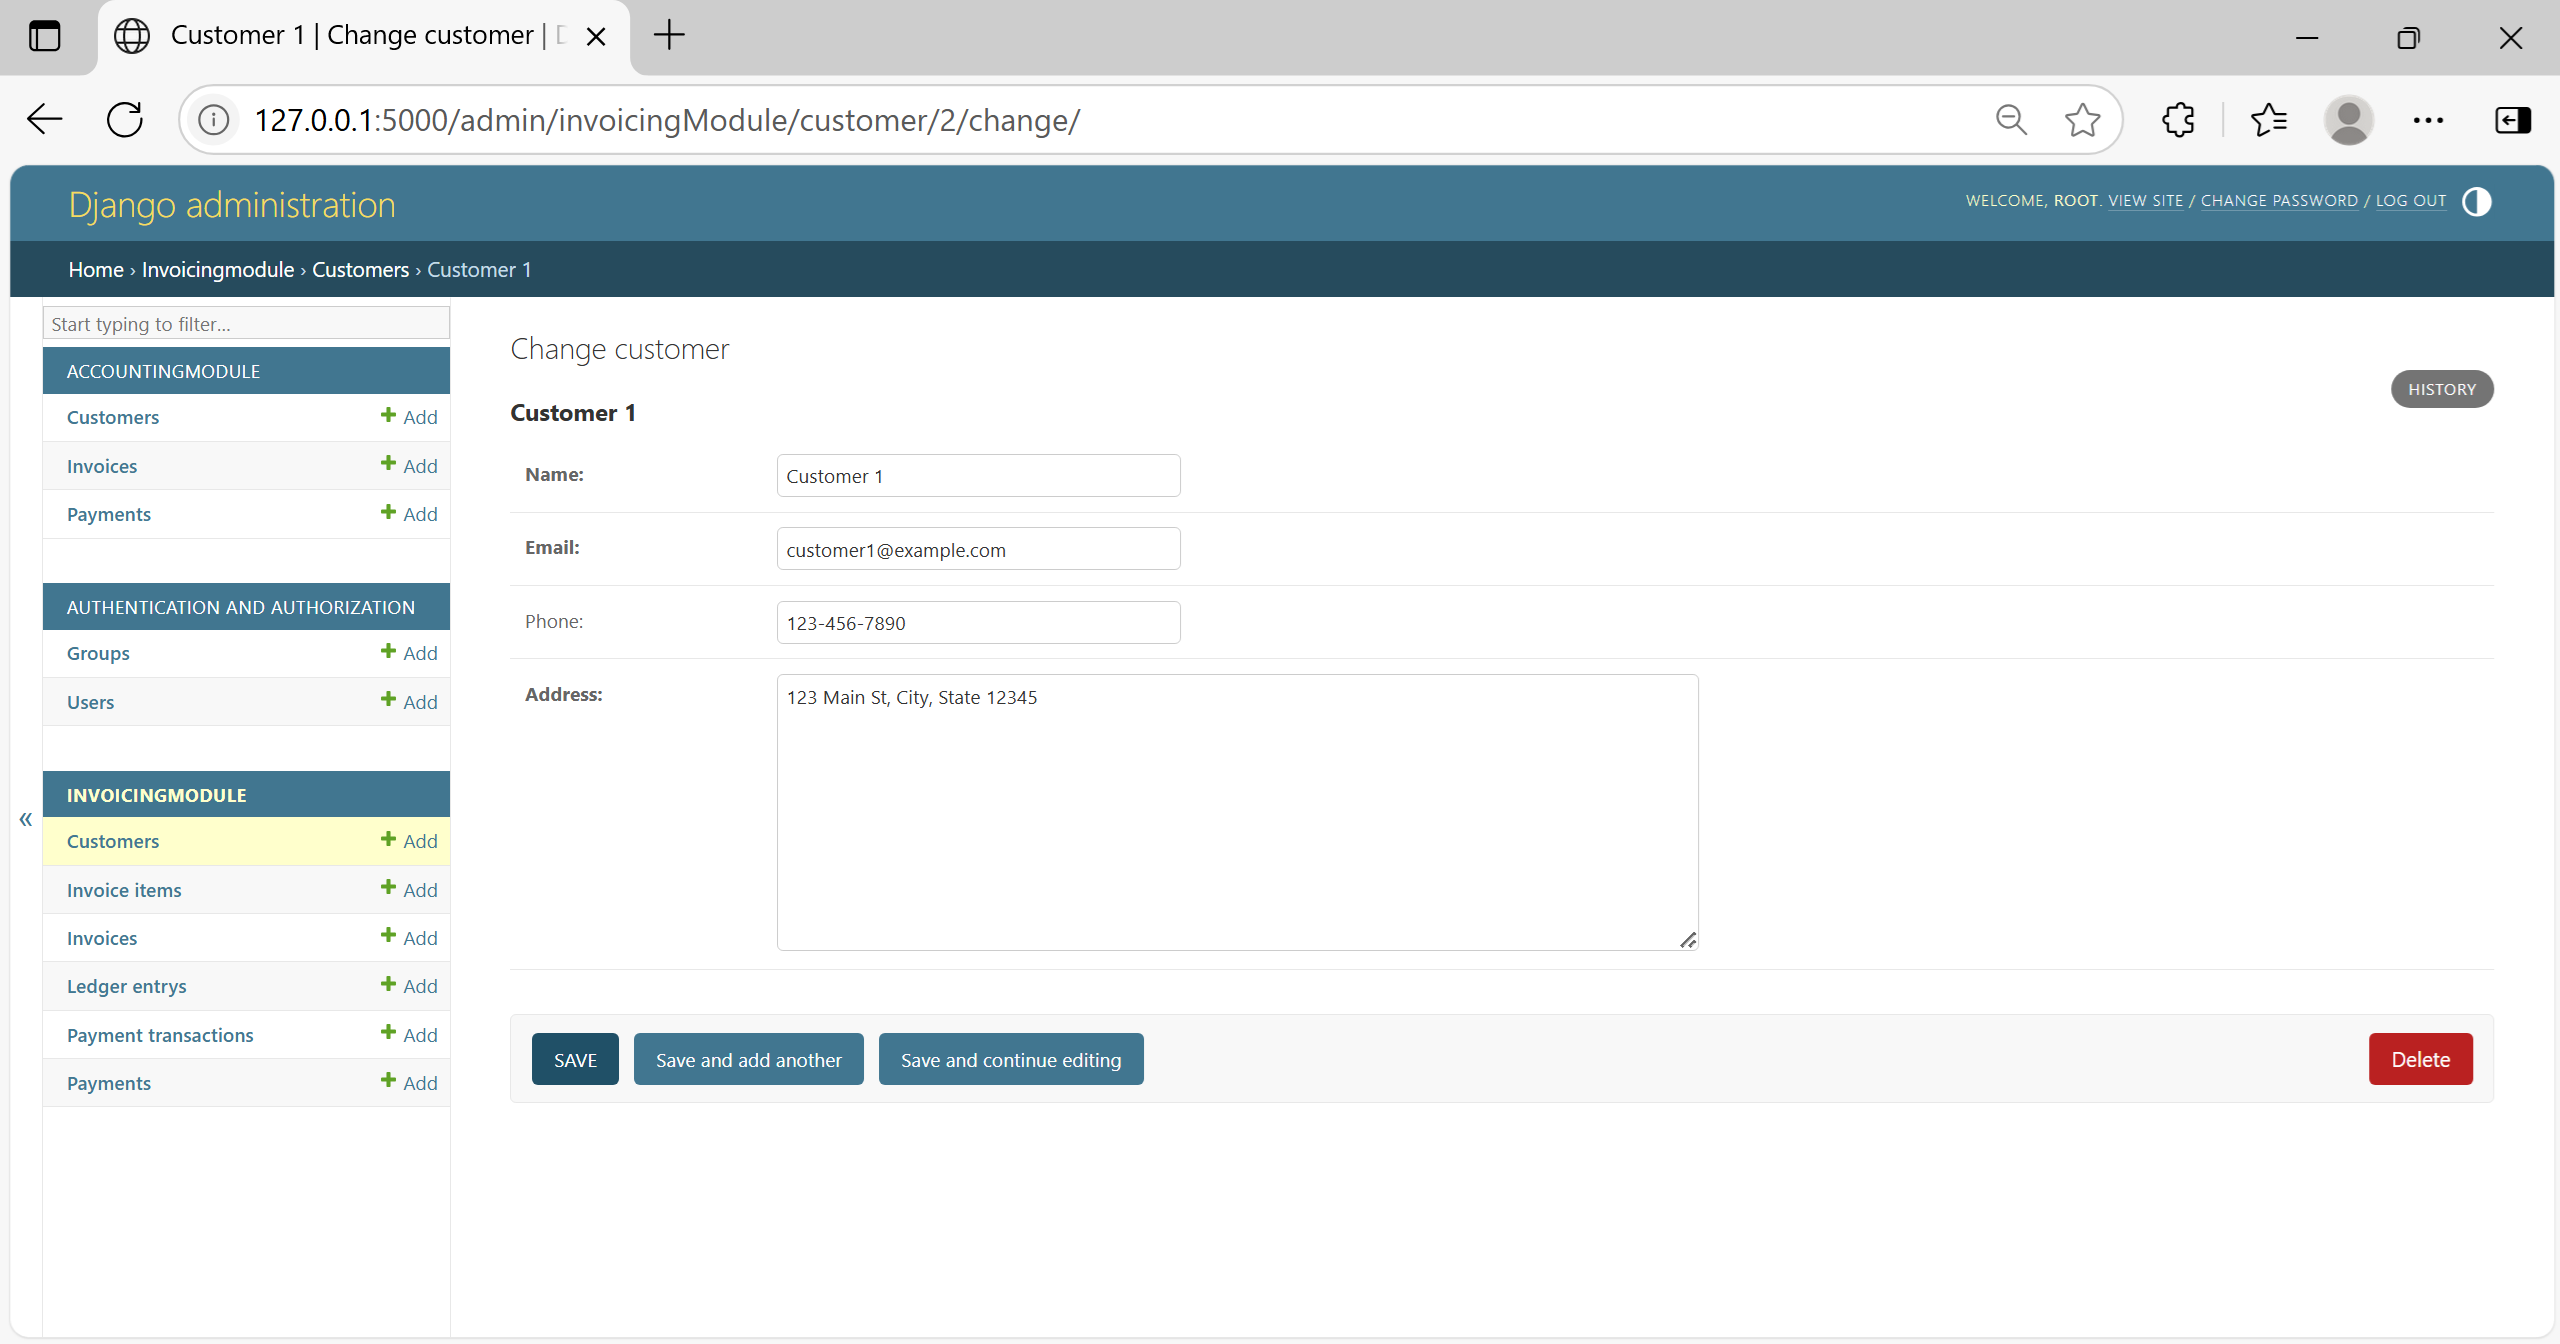 Customer 1 | Change customer |
127.0.0.1:5000/admin/invoicingModule/customer/2/change/
Django administration
WELCOME, ROOT. VIEW SITE / CHANGE PASSWORD / LOG OUT
Home › Invoicingmodule › Customers › Customer 1
Start typing to filter...
ACCOUNTINGMODULE
Customers Add
Invoices Add
Payments Add
AUTHENTICATION AND AUTHORIZATION
Groups Add
Users Add
INVOICINGMODULE
«
Customers Add
Invoice items Add
Invoices Add
Ledger entrys Add
Payment transactions Add
Payments Add
Change customer
HISTORY
Customer 1
Name: Customer 1
Email: customer1@example.com
Phone: 123-456-7890
Address: 123 Main St, City, State 12345
SAVE Save and add another Save and continue editing Delete